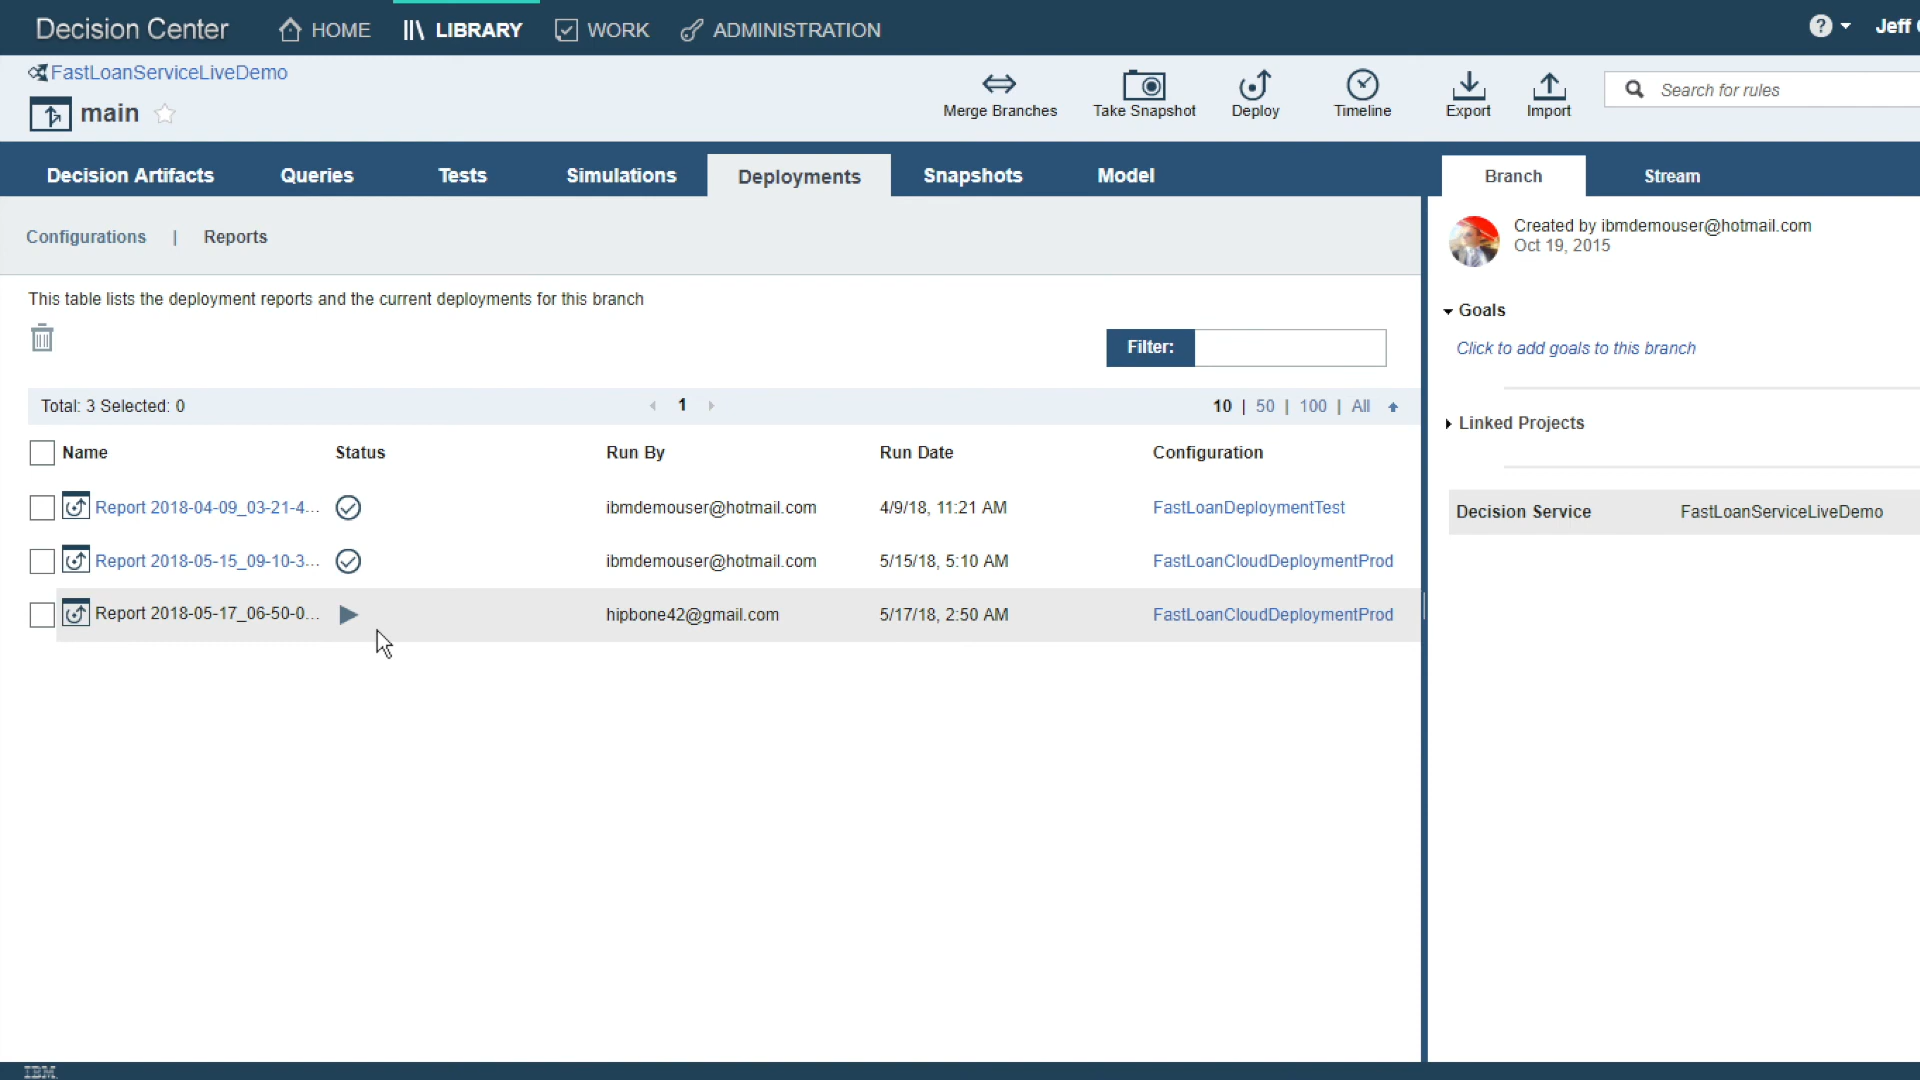 Decision Center HOME LIBRARY WORK ADMINISTRATION ? Jeff
FastLoanServiceLiveDemo
main
Merge Branches Take Snapshot Deploy Timeline Export Import Search for rules
Decision Artifacts Queries Tests Simulations Deployments Snapshots Model Branch Stream
Configurations | Reports
This table lists the deployment reports and the current deployments for this branch
Filter:
Total: 3 Selected: 0 1 10 | 50 | 100 | All
Name Status Run By Run Date Configuration
Report 2018-04-09_03-21-4... ibmdemouser@hotmail.com 4/9/18, 11:21 AM FastLoanDeploymentTest
Report 2018-05-15_09-10-3... ibmdemouser@hotmail.com 5/15/18, 5:10 AM FastLoanCloudDeploymentProd
Report 2018-05-17_06-50-0... hipbone42@gmail.com 5/17/18, 2:50 AM FastLoanCloudDeploymentProd
Created by ibmdemouser@hotmail.com
Oct 19, 2015
Goals
Click to add goals to this branch
Linked Projects
Decision Service FastLoanServiceLiveDemo
IBM